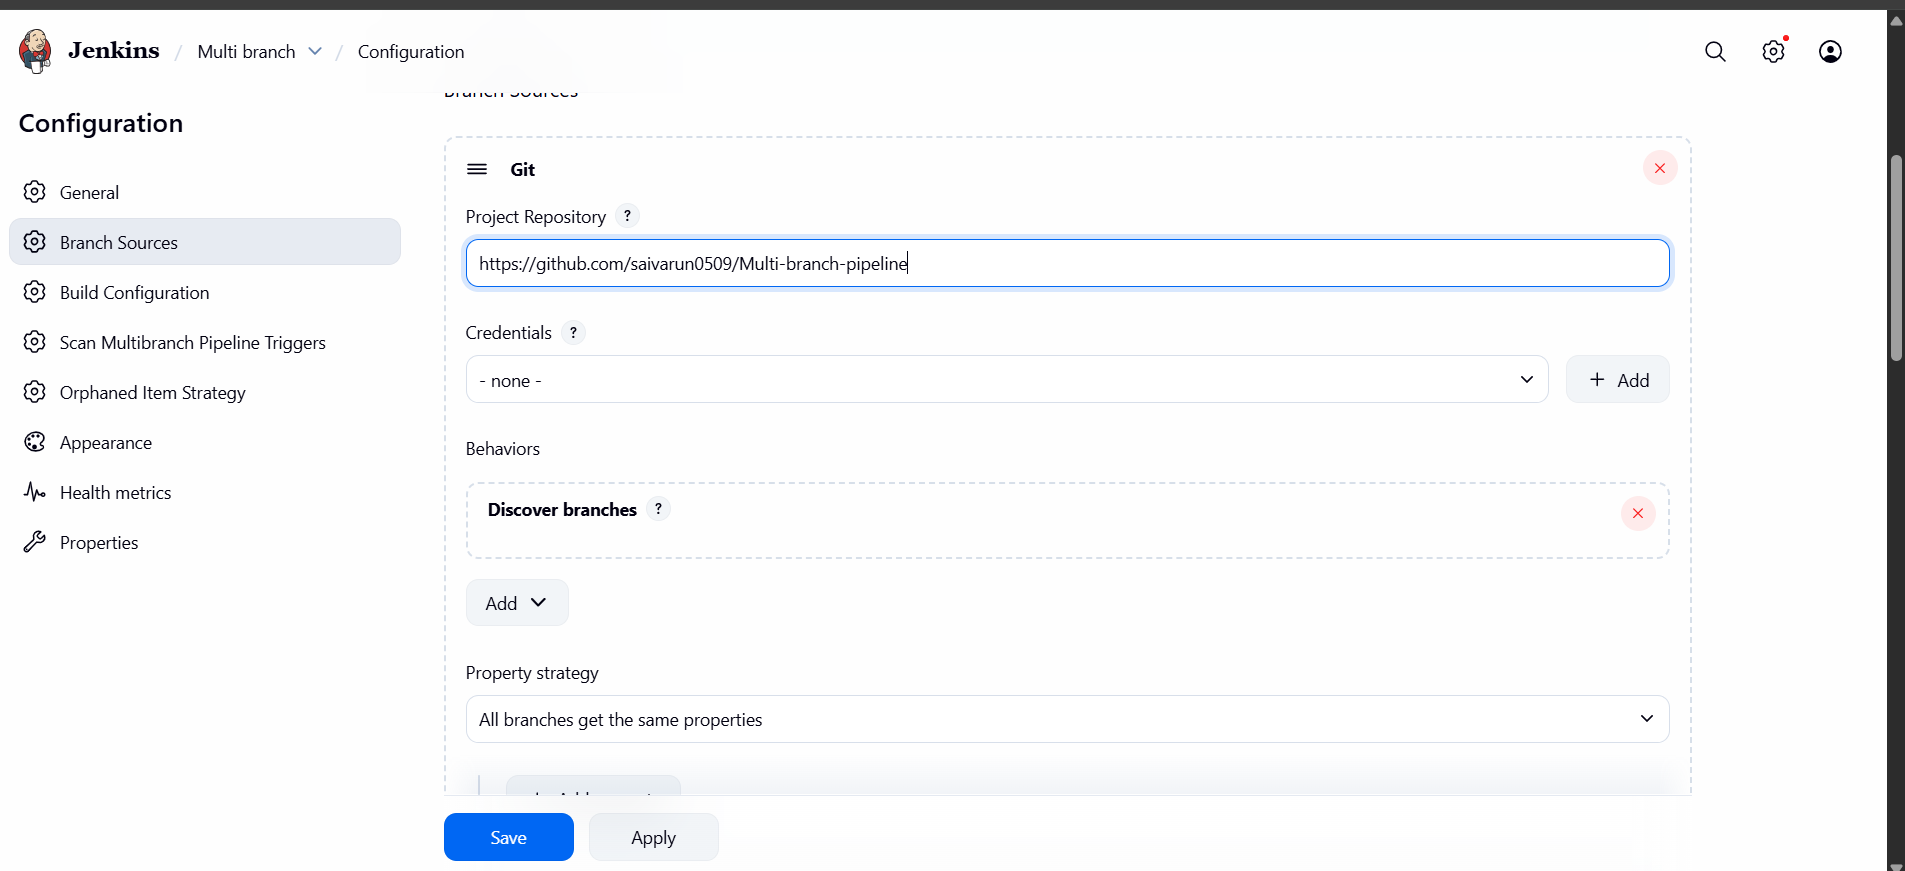 Jenkins / Multi branch / Configuration
Configuration
General
Branch Sources
Build Configuration
Scan Multibranch Pipeline Triggers
Orphaned Item Strategy
Appearance
Health metrics
Properties
Branch Sources
Git
Project Repository ?
https://github.com/saivarun0509/Multi-branch-pipeline
Credentials ?
- none -
+ Add
Behaviors
Discover branches ?
Add
Property strategy
All branches get the same properties
Save
Apply